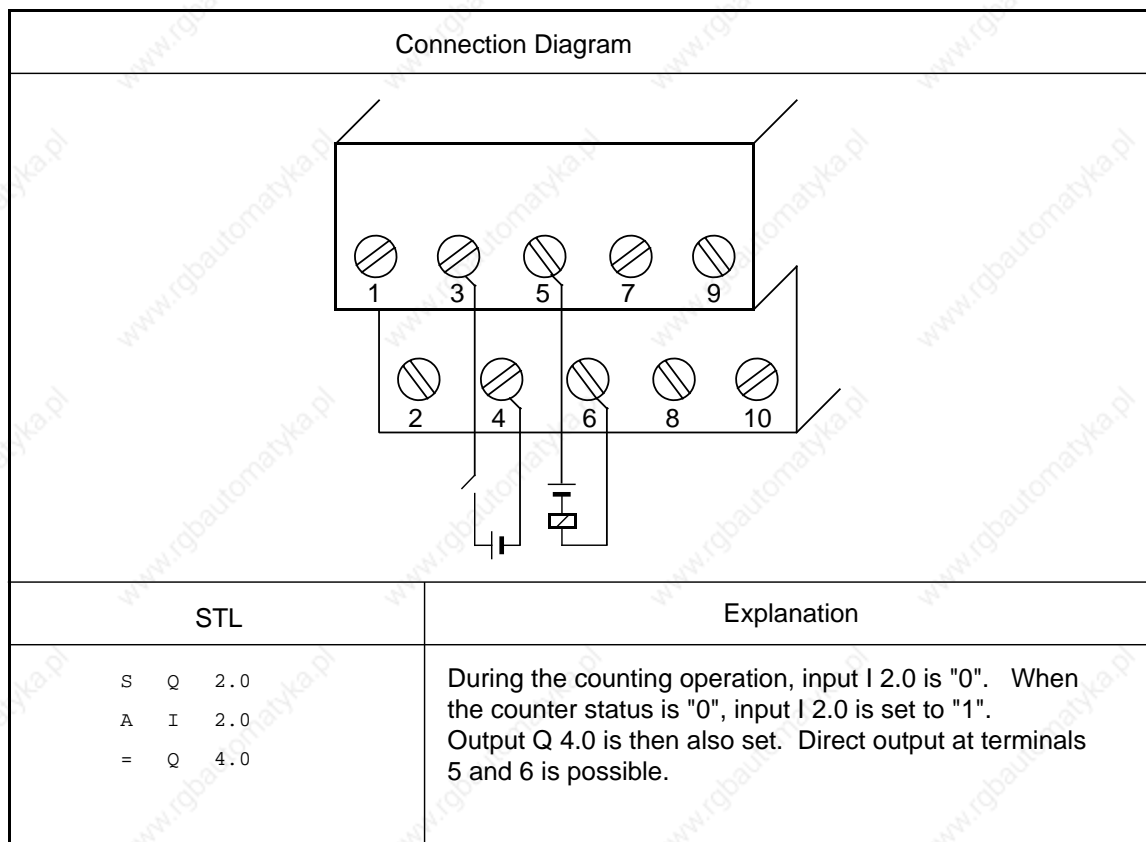 Connection Diagram
1 3 5 7 9
2 4 6 8 10
STL
Explanation
S Q 2.0
A I 2.0
= Q 4.0
During the counting operation, input I 2.0 is "0". When
the counter status is "0", input I 2.0 is set to "1".
Output Q 4.0 is then also set. Direct output at terminals
5 and 6 is possible.
www.rgbautomatyka.pl